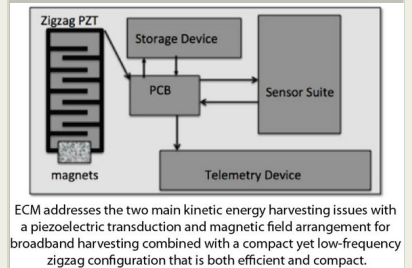 Zigzag PZT
Storage Device
PCB
Sensor Suite
magnets
Telemetry Device
ECM addresses the two main kinetic energy harvesting issues with
a piezoelectric transduction and magnetic field arrangement for
broadband harvesting combined with a compact yet low-frequency
zigzag configuration that is both efficient and compact.